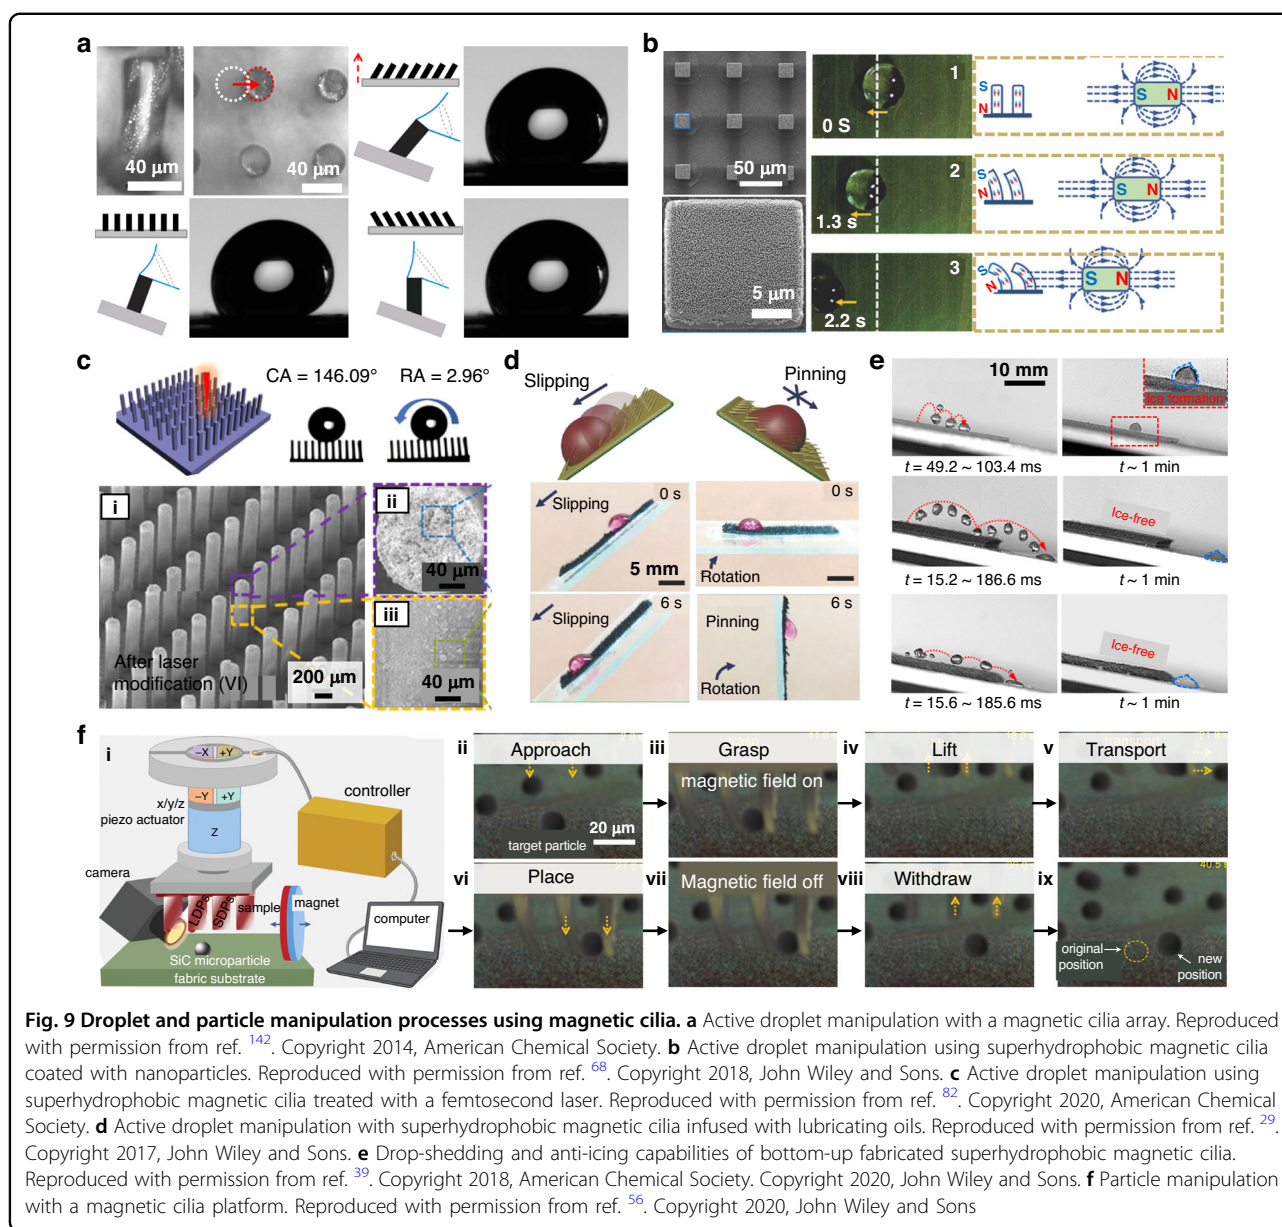 a
40 μm
40 μm
b
50 μm
5 μm
1
0 S
2
1.3 s
3
2.2 s
S
N
S
N
S
N
S
N
S
N
S
N
c
CA = 146.09°
RA = 2.96°
i
After laser
modification (VI)
200 μm
ii
40 μm
iii
40 μm
d
Slipping
Pinning
0 s
Slipping
5 mm
0 s
Rotation
6 s
Slipping
6 s
Pinning
Rotation
e
10 mm
Ice formation
t = 49.2 ~ 103.4 ms
t ~ 1 min
Ice-free
t = 15.2 ~ 186.6 ms
t ~ 1 min
Ice-free
t = 15.6 ~ 185.6 ms
t ~ 1 min
f
i
−X
+Y
−Y
+Y
x/y/z
piezo actuator
Z
controller
camera
LDPs
SDPs
sample
magnet
computer
SiC microparticle
fabric substrate
ii
Approach
20 μm
target particle
iii
Grasp
magnetic field on
iv
Lift
v
Transport
vi
Place
vii
Magnetic field off
viii
Withdraw
ix
40.5 s
original
position
new
position
Fig. 9 Droplet and particle manipulation processes using magnetic cilia. a Active droplet manipulation with a magnetic cilia array. Reproduced
with permission from ref. 142. Copyright 2014, American Chemical Society. b Active droplet manipulation using superhydrophobic magnetic cilia
coated with nanoparticles. Reproduced with permission from ref. 68. Copyright 2018, John Wiley and Sons. c Active droplet manipulation using
superhydrophobic magnetic cilia treated with a femtosecond laser. Reproduced with permission from ref. 82. Copyright 2020, American Chemical
Society. d Active droplet manipulation with superhydrophobic magnetic cilia infused with lubricating oils. Reproduced with permission from ref. 29.
Copyright 2017, John Wiley and Sons. e Drop-shedding and anti-icing capabilities of bottom-up fabricated superhydrophobic magnetic cilia.
Reproduced with permission from ref. 39. Copyright 2018, American Chemical Society. Copyright 2020, John Wiley and Sons. f Particle manipulation
with a magnetic cilia platform. Reproduced with permission from ref. 56. Copyright 2020, John Wiley and Sons